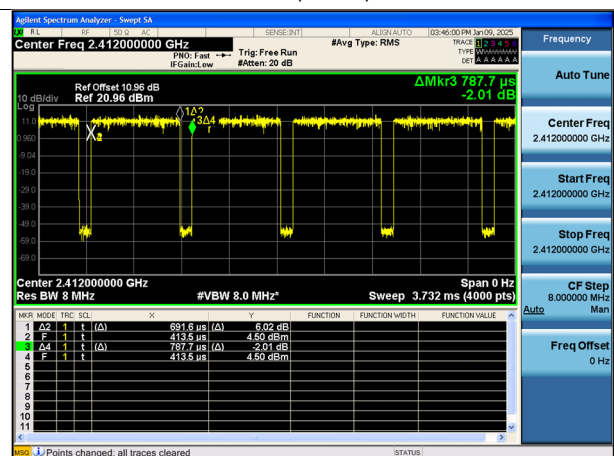 Agilent Spectrum Analyzer - Swept SA
RL RF 50 Ω AC SENSE:INT ALIGN AUTO 03:46:00 PM Jan 09, 2025
Center Freq 2.412000000 GHz
PNO: Fast
IFGain:Low
Trig: Free Run
#Atten: 20 dB
#Avg Type: RMS
TRACE 1 2 3 4 5 6
TYPE
DET A A A A A A
Frequency
Auto Tune
Center Freq
2.412000000 GHz
Start Freq
2.412000000 GHz
Stop Freq
2.412000000 GHz
CF Step
8.000000 MHz
Auto Man
Freq Offset
0 Hz
ΔMkr3 787.7 µs
-2.01 dB
Ref Offset 10.96 dB
10 dB/div Ref 20.96 dBm
Log
1Δ2
3Δ4
11.0
0.960
-9.04
-19.0
-29.0
-39.0
-49.0
-59.0
-69.0
Center 2.412000000 GHz Span 0 Hz
Res BW 8 MHz #VBW 8.0 MHz* Sweep 3.732 ms (4000 pts)
MKR MODE TRC SCL X Y FUNCTION FUNCTION WIDTH FUNCTION VALUE
1 Δ2 1 t (Δ) 691.6 µs (Δ) 6.02 dB
2 F 1 t 413.5 µs 4.50 dBm
3 Δ4 1 t (Δ) 787.7 µs (Δ) -2.01 dB
4 F 1 t 413.5 µs 4.50 dBm
5
6
7
8
9
10
11
MSG Points changed; all traces cleared STATUS